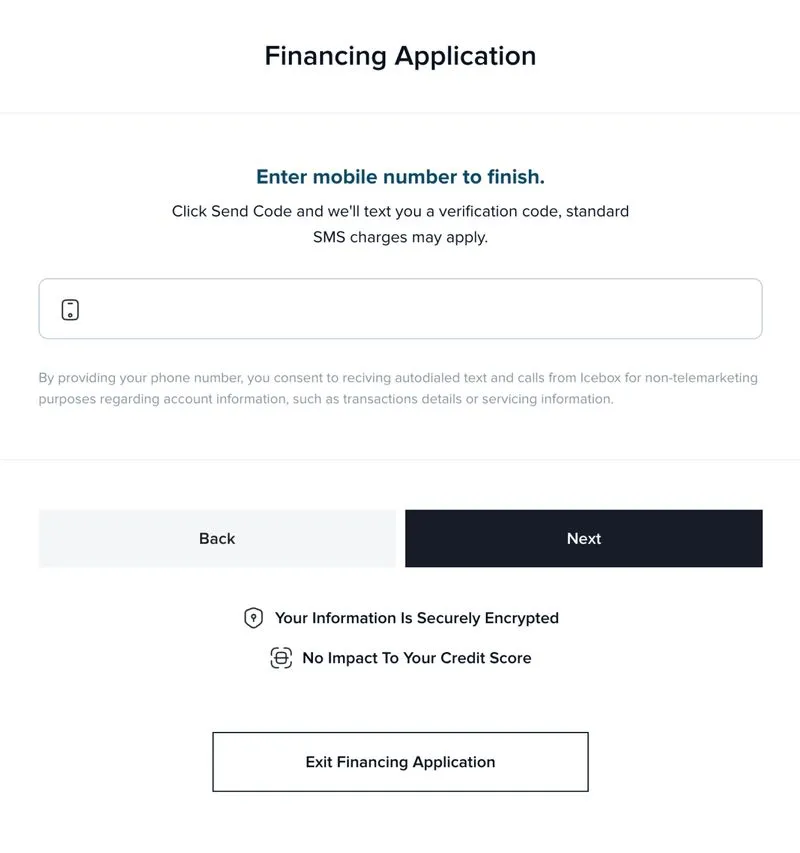 Financing Application
Enter mobile number to finish.
Click Send Code and we'll text you a verification code, standard
SMS charges may apply.
By providing your phone number, you consent to reciving autodialed text and calls from Icebox for non-telemarketing
purposes regarding account information, such as transactions details or servicing information.
Back
Next
Your Information Is Securely Encrypted
No Impact To Your Credit Score
Exit Financing Application